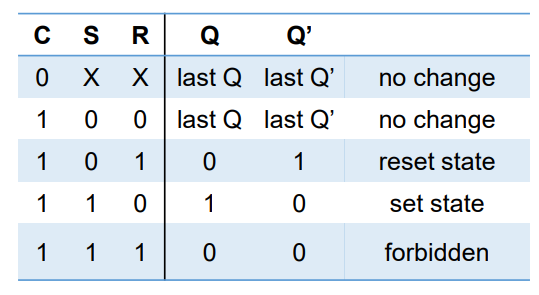 C S R Q Q’
0 X X last Q last Q’ no change
1 0 0 last Q last Q’ no change
1 0 1 0 1 reset state
1 1 0 1 0 set state
1 1 1 0 0 forbidden